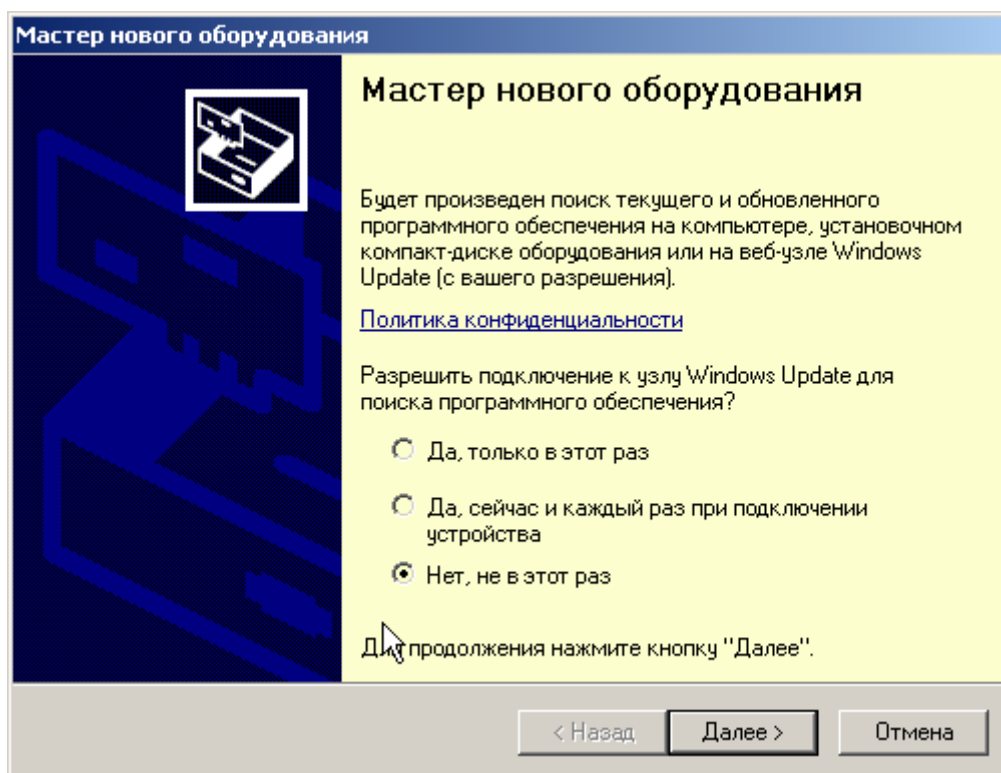 Мастер нового оборудования
Мастер нового оборудования
Будет произведен поиск текущего и обновленного
программного обеспечения на компьютере, установочном
компакт-диске оборудования или на веб-узле Windows
Update (с вашего разрешения).
Политика конфиденциальности
Разрешить подключение к узлу Windows Update для
поиска программного обеспечения?
Да, только в этот раз
Да, сейчас и каждый раз при подключении
устройства
Нет, не в этот раз
Для продолжения нажмите кнопку "Далее".
< Назад
Далее >
Отмена